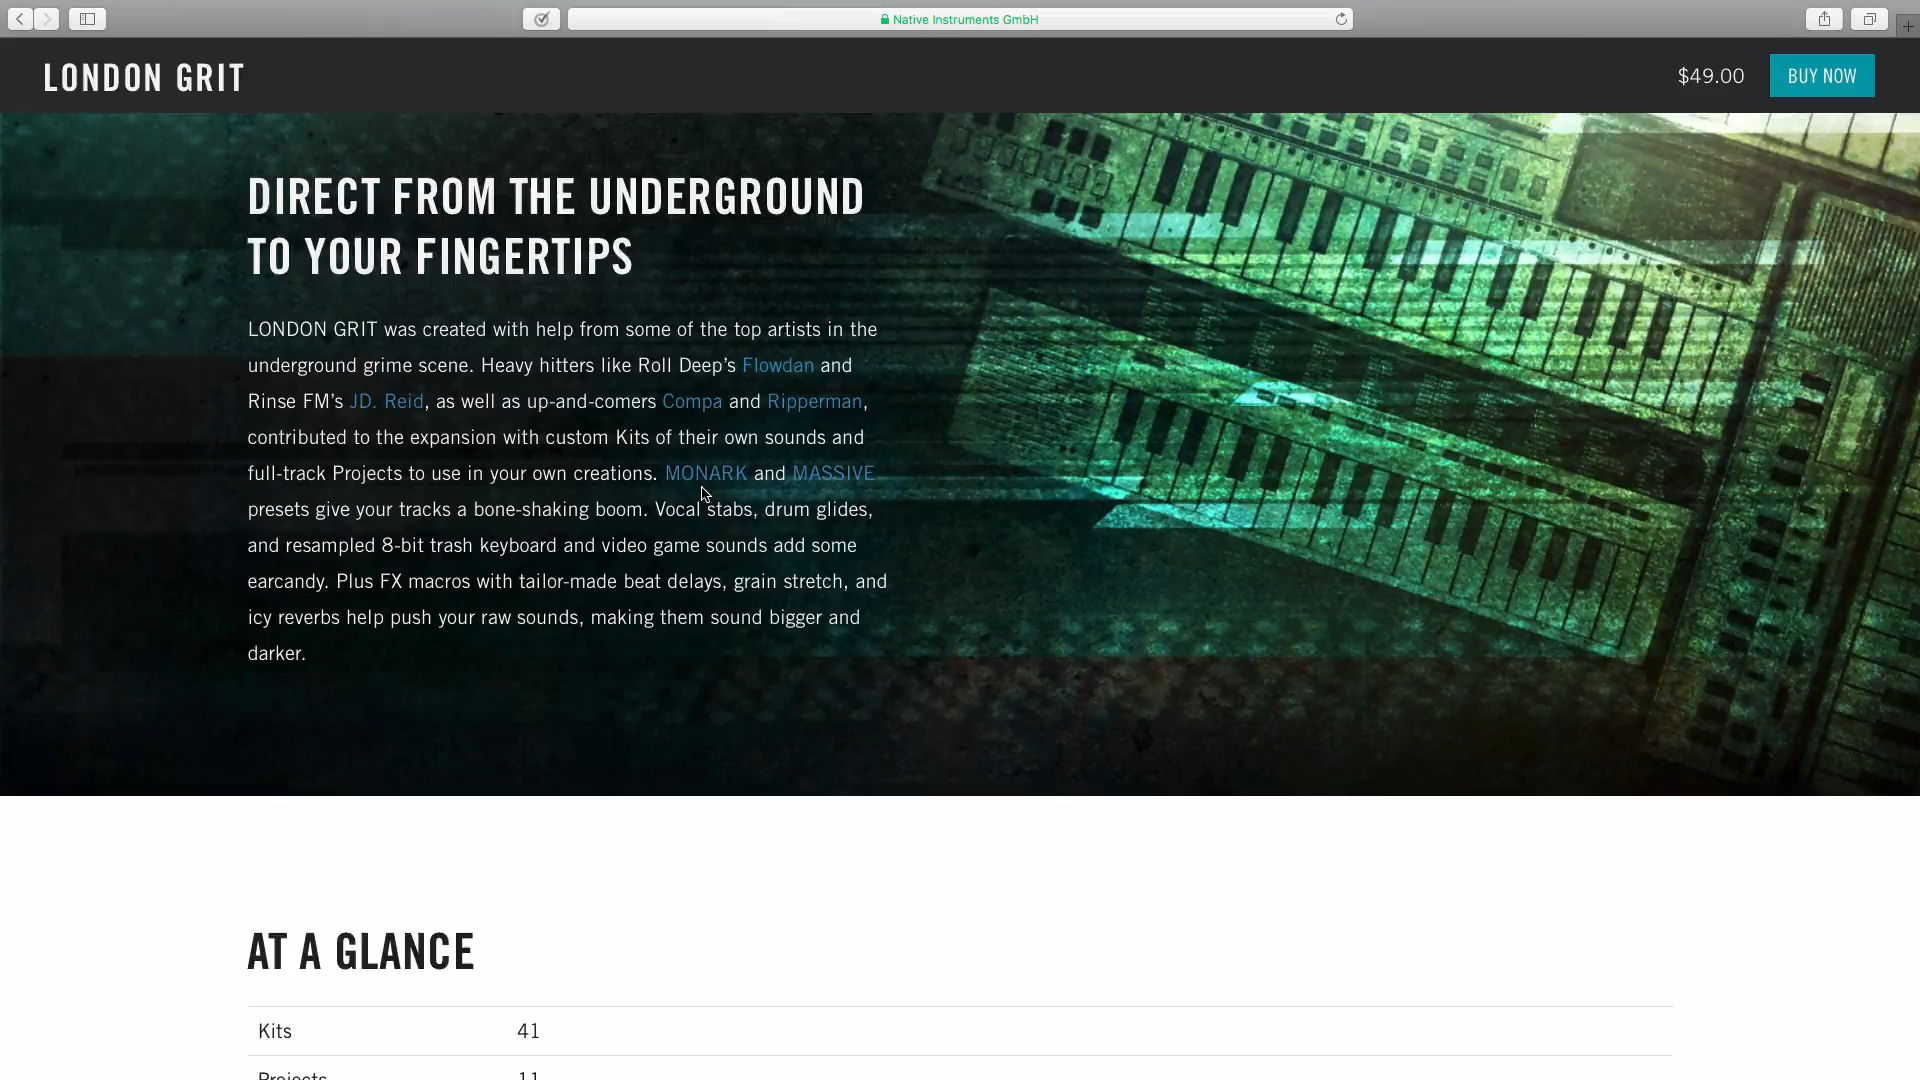 Native Instruments GmbH
LONDON GRIT
$49.00
BUY NOW
DIRECT FROM THE UNDERGROUND
TO YOUR FINGERTIPS
LONDON GRIT was created with help from some of the top artists in the
underground grime scene. Heavy hitters like Roll Deep’s Flowdan and
Rinse FM’s JD. Reid, as well as up-and-comers Compa and Ripperman,
contributed to the expansion with custom Kits of their own sounds and
full-track Projects to use in your own creations. MONARK and MASSIVE
presets give your tracks a bone-shaking boom. Vocal stabs, drum glides,
and resampled 8-bit trash keyboard and video game sounds add some
earcandy. Plus FX macros with tailor-made beat delays, grain stretch, and
icy reverbs help push your raw sounds, making them sound bigger and
darker.
AT A GLANCE
Kits 41
Projects 11